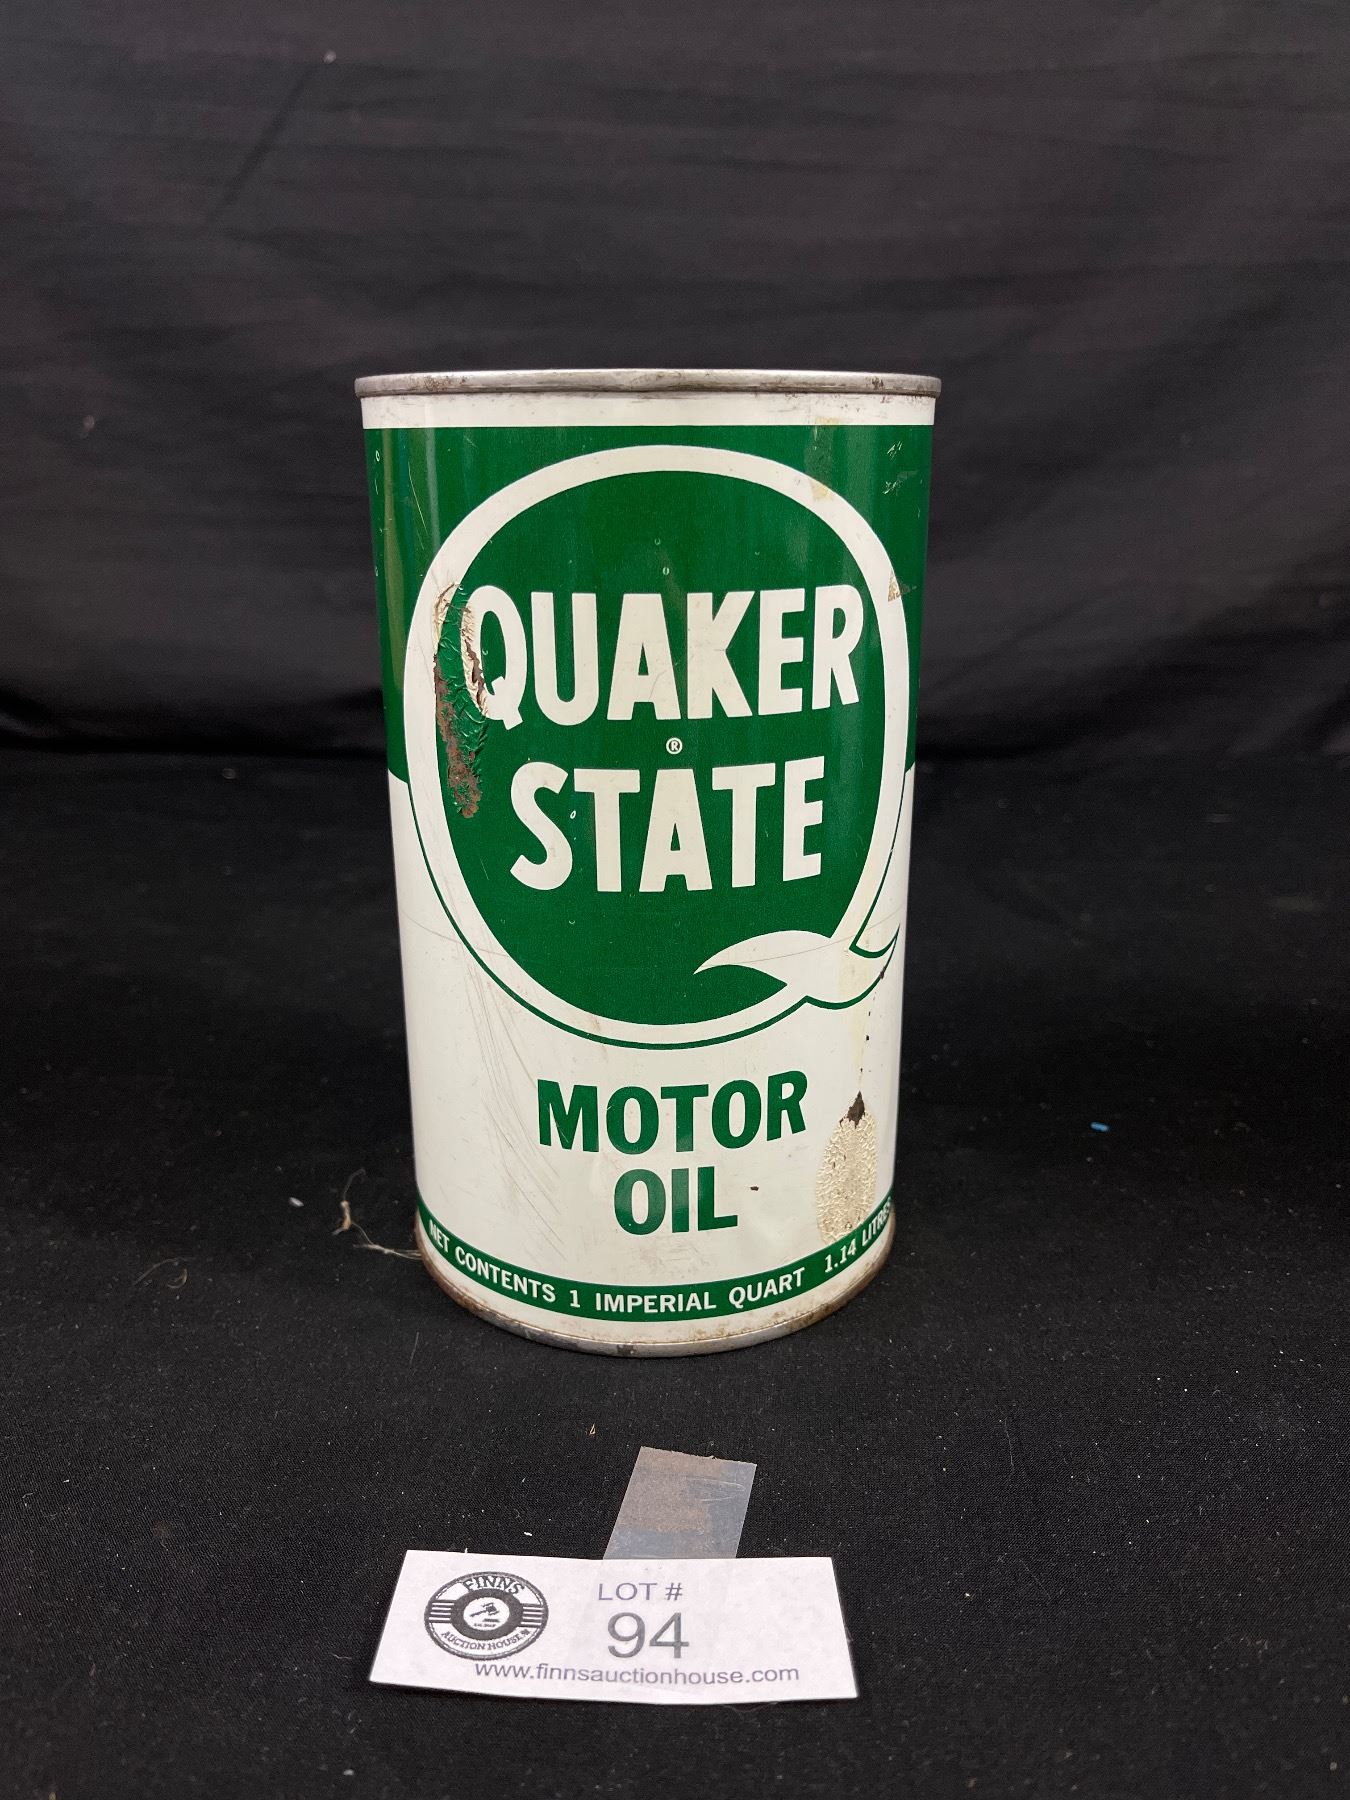 QUAKER
®
STATE
MOTOR
OIL
NET CONTENTS 1 IMPERIAL QUART 1.14 LITRES
FINNS
AUCTION HOUSE
LOT #
94
www.finnsauctionhouse.com